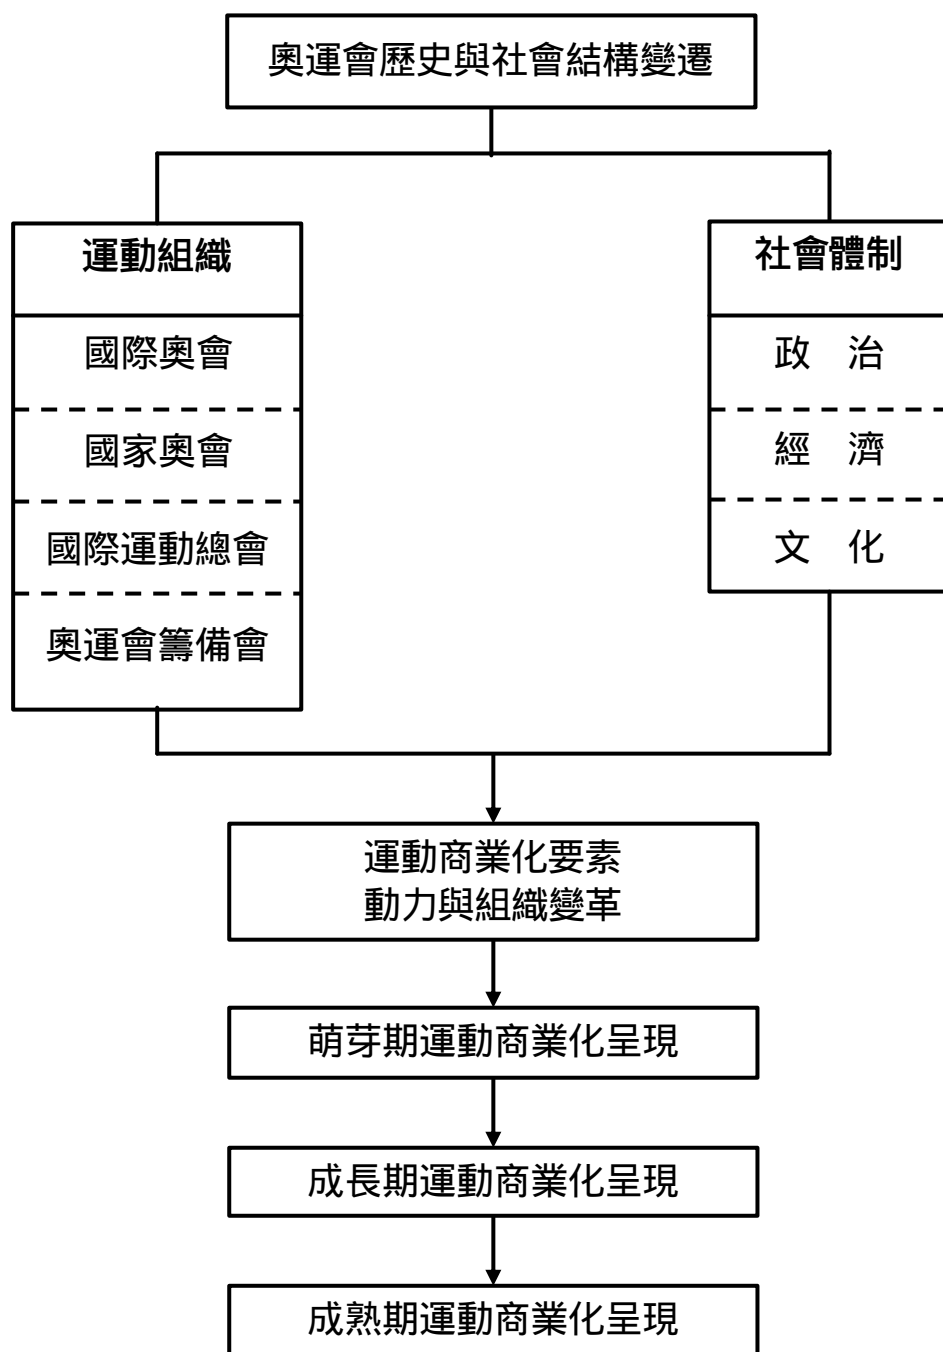 奧運會歷史與社會結構變遷
運動組織
國際奧會
國家奧會
國際運動總會
奧運會籌備會
社會體制
政　治
經　濟
文　化
運動商業化要素
動力與組織變革
萌芽期運動商業化呈現
成長期運動商業化呈現
成熟期運動商業化呈現